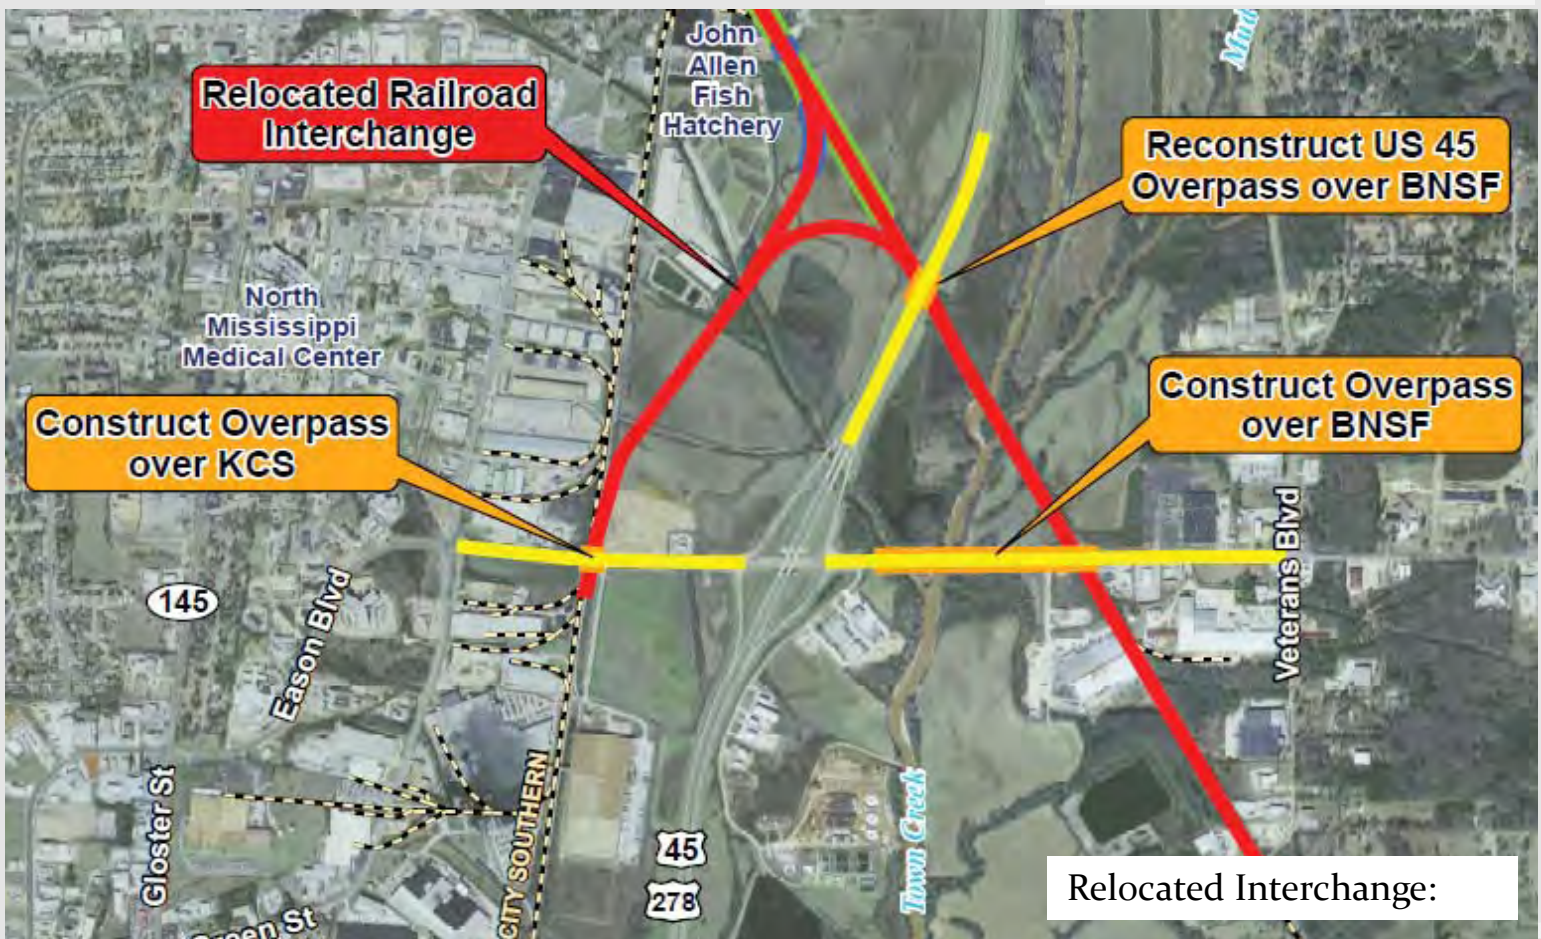 John
Allen
Fish
Hatchery
Mud
Relocated Railroad
Interchange
Reconstruct US 45
Overpass over BNSF
North
Mississippi
Medical Center
Construct Overpass
over KCS
Construct Overpass
over BNSF
145
Eason Blvd
Veterans Blvd
Gloster St
CITY SOUTHERN
45
278
Town Creek
Green St
Relocated Interchange: